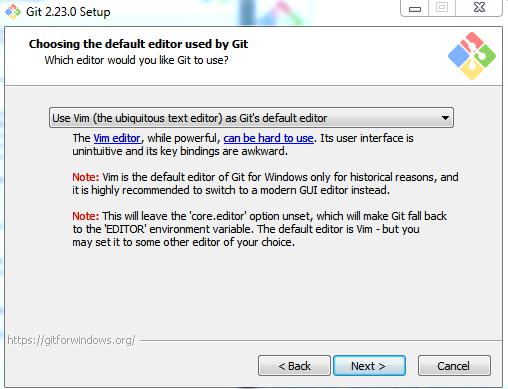 Git 2.23.0 Setup
Choosing the default editor used by Git
Which editor would you like Git to use?
Use Vim (the ubiquitous text editor) as Git's default editor
The Vim editor, while powerful, can be hard to use. Its user interface is
unintuitive and its key bindings are awkward.
Note: Vim is the default editor of Git for Windows only for historical reasons, and
it is highly recommended to switch to a modern GUI editor instead.
Note: This will leave the 'core.editor' option unset, which will make Git fall back
to the 'EDITOR' environment variable. The default editor is Vim - but you
may set it to some other editor of your choice.
https://gitforwindows.org/
< Back
Next >
Cancel